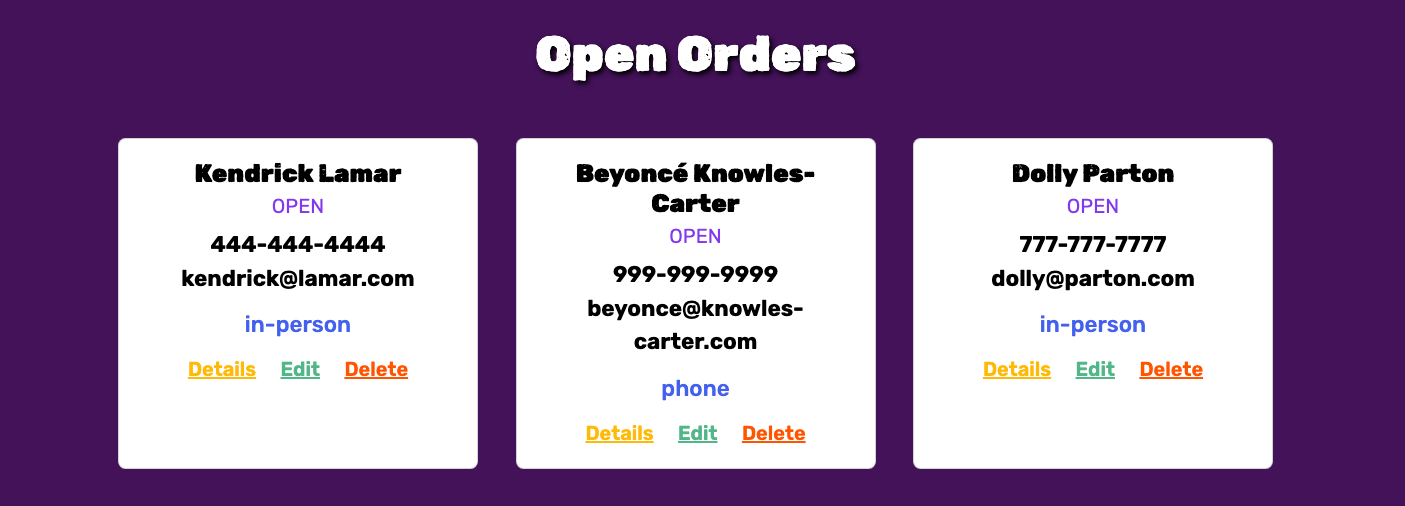 Open Orders
Kendrick Lamar
OPEN
444-444-4444
kendrick@lamar.com
in-person
Details Edit Delete
Beyoncé Knowles-
Carter
OPEN
999-999-9999
beyonce@knowles-
carter.com
phone
Details Edit Delete
Dolly Parton
OPEN
777-777-7777
dolly@parton.com
in-person
Details Edit Delete